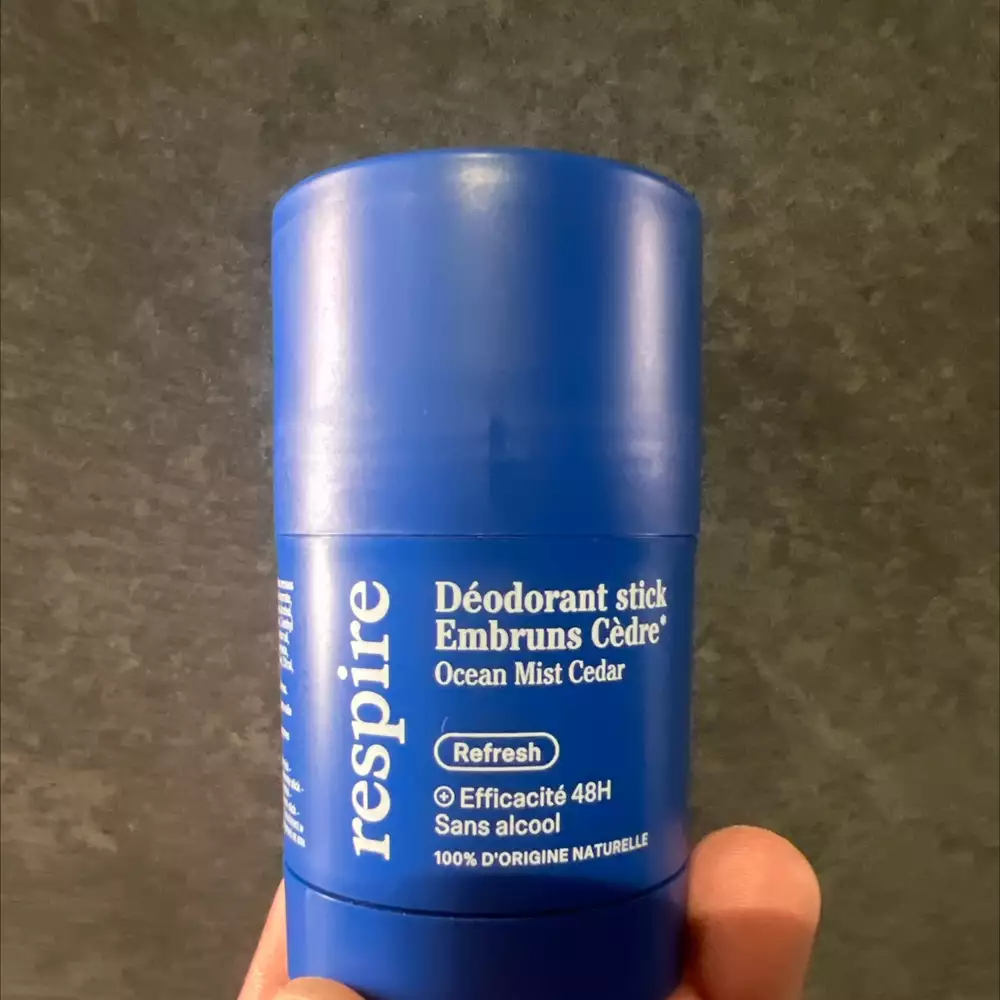 respire
Déodorant stick
Embruns Cèdre*
Ocean Mist Cedar
Refresh
Efficacité 48H
Sans alcool
100% D'ORIGINE NATURELLE